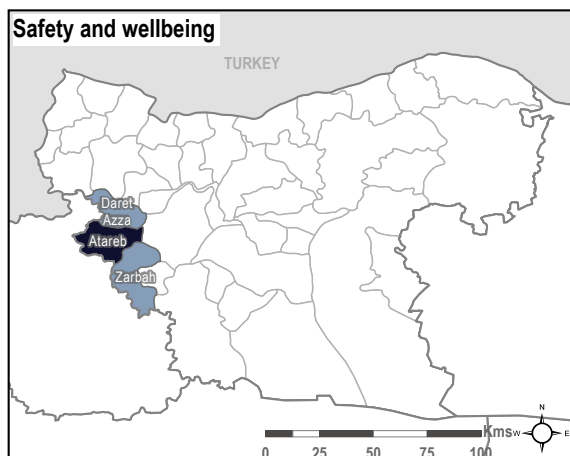 Safety and wellbeing
TURKEY
Daret
Azza
Atareb
Zarbah
Kms
0 25 50 75 100
N
W E
S